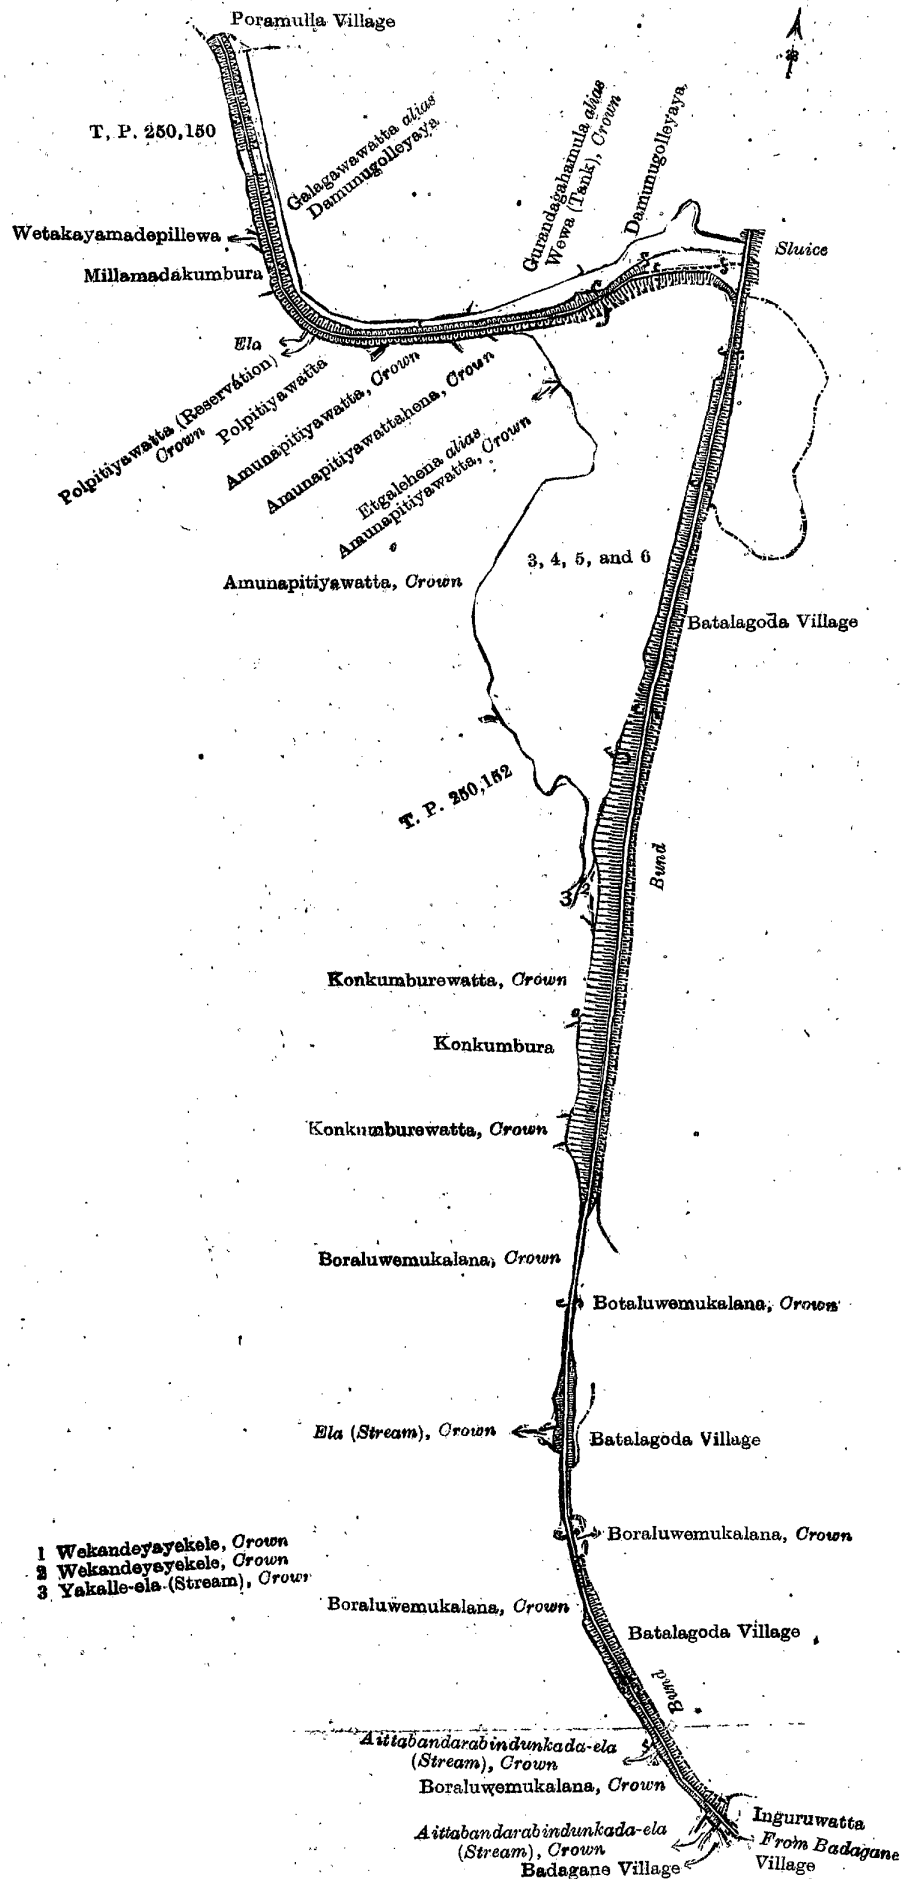 Poramulla Village
T. P. 250,150
Galagawawatta alias
Damunugolleyaya
Gurandagahamula alias
Wewa (Tank), Crown
Damunugolleyaya,
Sluice
Wetakayamadepillewa
Millamadakumbura
Ela
Polpitiyawatta (Reservation)
Crown
Polpitiyawatta
Amunapitiyawatta, Crown
Amunapitiyawattahena, Crown
Etgalehena alias
Amunapitiyawatta, Crown
Amunapitiyawatta, Crown
3, 4, 5, and 6
Batalagoda Village
T. P. 250,152
Bund
3 2
Konkumburewatta, Crown
Konkumbura
Konkumburewatta, Crown
Boraluwemukalana, Crown
Botaluwemukalana, Crown
Ela (Stream), Crown
Batalagoda Village
Boraluwemukalana, Crown
1 Wekandeyayekele, Crown
2 Wekandeyayekele, Crown
3 Yakalle-ela (Stream), Crown
Boraluwemukalana, Crown
Batalagoda Village
Bund
Aittabandarabindunkada-ela
(Stream), Crown
Boraluwemukalana, Crown
Inguruwatta
Aittabandarabindunkada-ela
(Stream), Crown
From Badagane
Village
Badagane Village